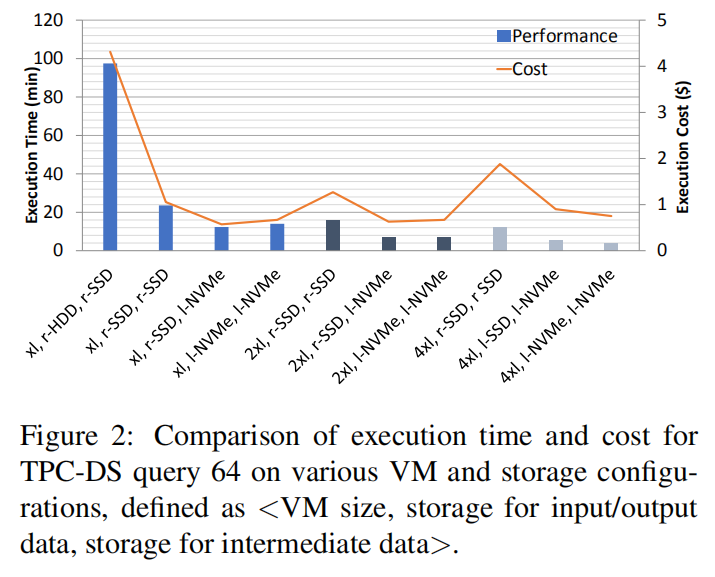 120
100
80
60
40
20
0
Execution Time (min)
5
4
3
2
1
0
Execution Cost ($)
Performance
Cost
xl, r-HDD, r-SSD
xl, r-SSD, r-SSD
xl, r-SSD, l-NVMe
xl, l-NVMe, l-NVMe
2xl, r-SSD, r-SSD
2xl, r-SSD, l-NVMe
2xl, l-NVMe, l-NVMe
4xl, r-SSD, r SSD
4xl, l-SSD, l-NVMe
4xl, l-NVMe, l-NVMe
Figure 2: Comparison of execution time and cost for
TPC-DS query 64 on various VM and storage configu-
rations, defined as <VM size, storage for input/output
data, storage for intermediate data>.